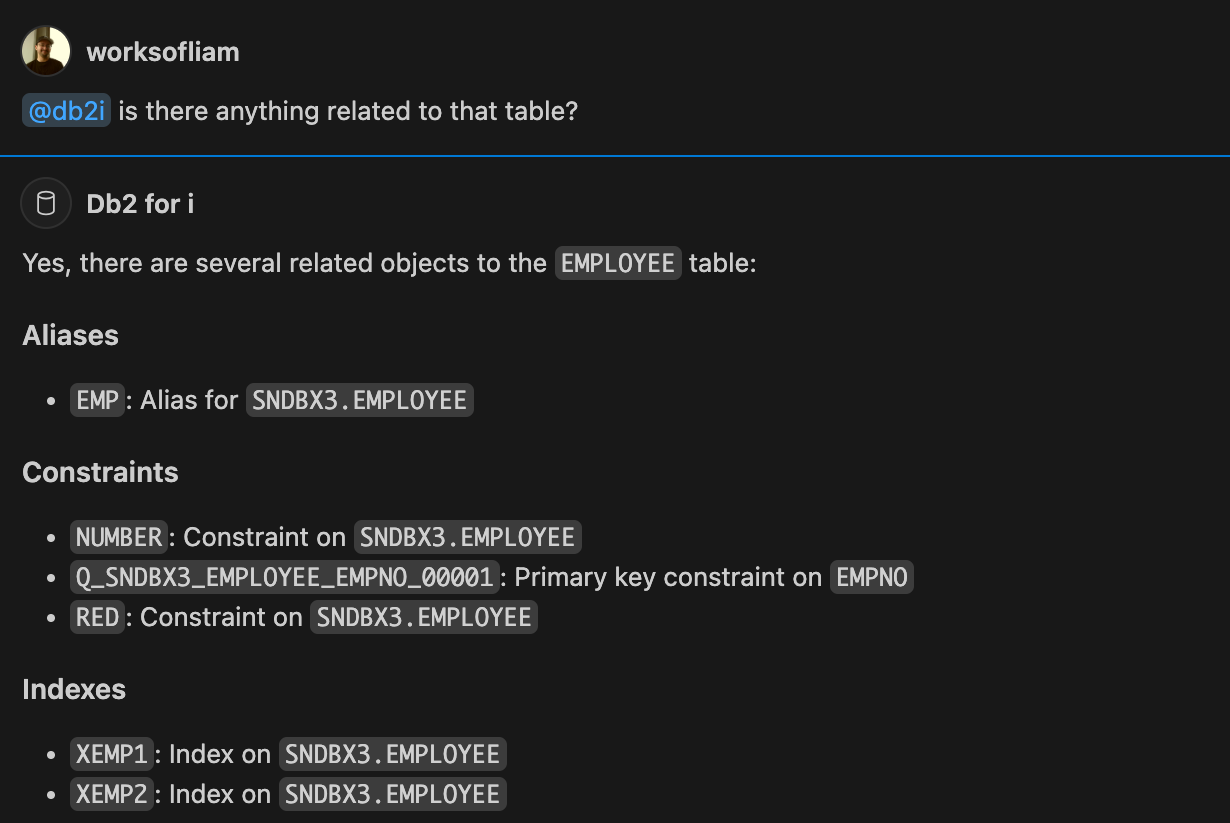 worksofliam
@db2i is there anything related to that table?
Db2 for i
Yes, there are several related objects to the EMPLOYEE table:
Aliases
• EMP: Alias for SNDBX3.EMPLOYEE
Constraints
• NUMBER: Constraint on SNDBX3.EMPLOYEE
• Q_SNDBX3_EMPLOYEE_EMPNO_00001: Primary key constraint on EMPNO
• RED: Constraint on SNDBX3.EMPLOYEE
Indexes
• XEMP1: Index on SNDBX3.EMPLOYEE
• XEMP2: Index on SNDBX3.EMPLOYEE